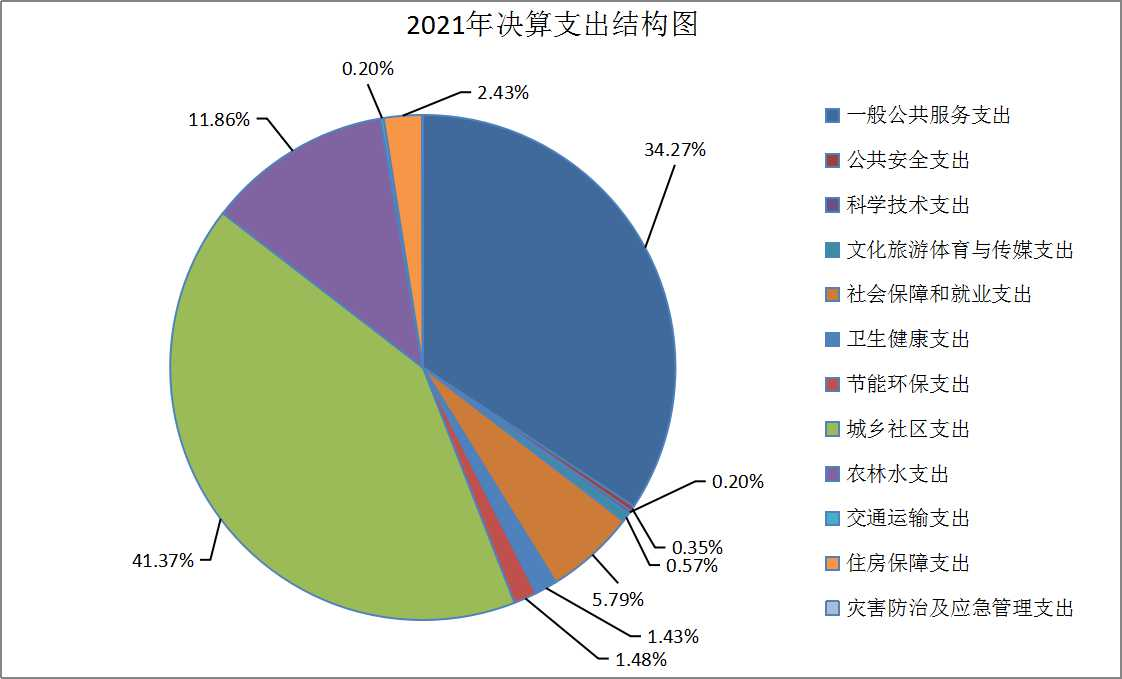 2021年决算支出结构图
0.20%
2.43%
11.86%
34.27%
0.20%
0.35%
0.57%
5.79%
1.43%
1.48%
41.37%
一般公共服务支出
公共安全支出
科学技术支出
文化旅游体育与传媒支出
社会保障和就业支出
卫生健康支出
节能环保支出
城乡社区支出
农林水支出
交通运输支出
住房保障支出
灾害防治及应急管理支出